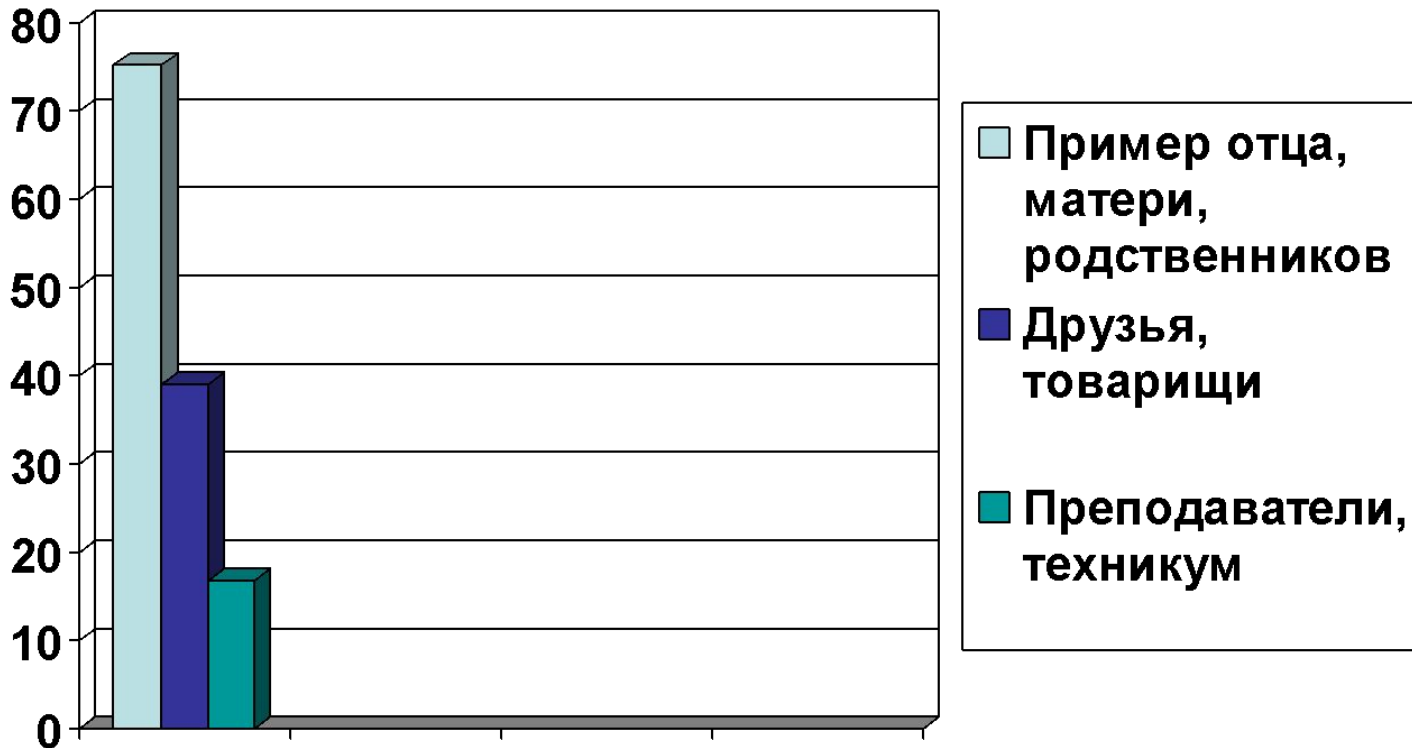 80
70
60
50
40
30
20
10
0
Пример отца,
матери,
родственников
Друзья,
товарищи
Преподаватели,
техникум